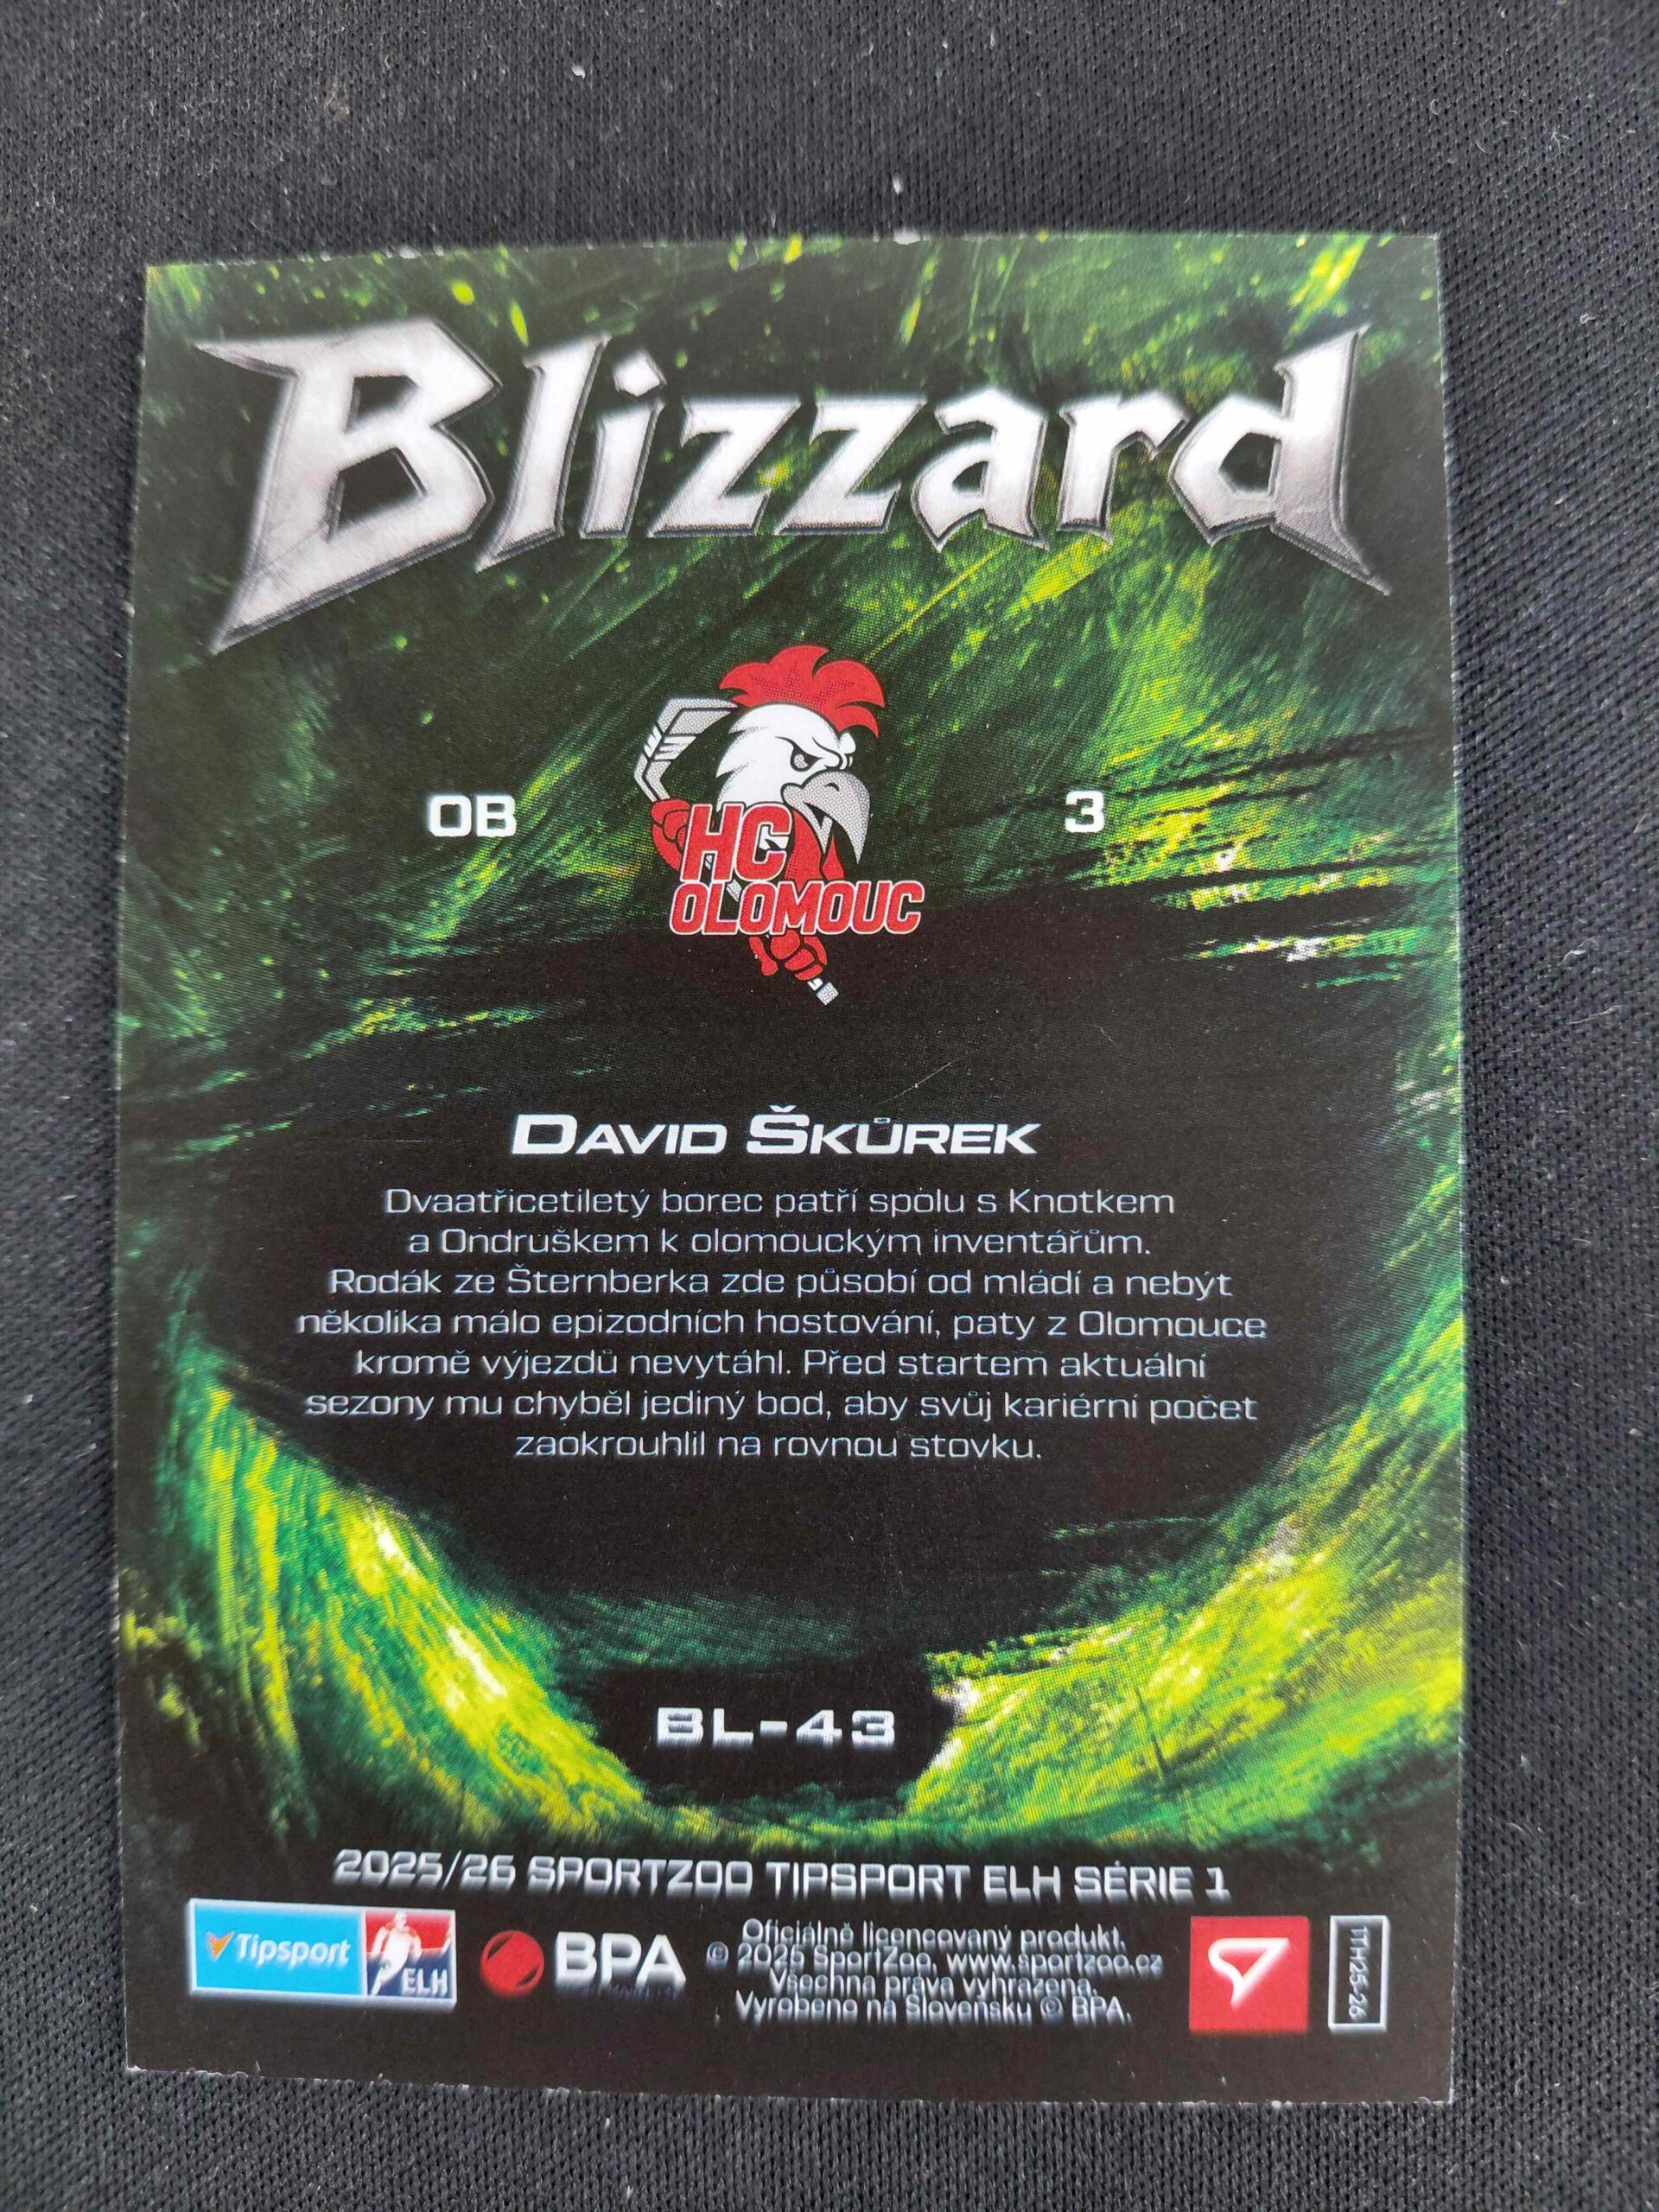 Blizzard
OB
3
HC
OLOMOUC
DAVID ŠKŮREK
Dvaatřicetiletý borec patří spolu s Knotkem
a Ondruškem k olomouckým inventářům.
Rodák ze Šternberka zde působí od mládí a nebýt
několika málo epizodních hostování, paty z Olomouce
kromě výjezdů nevytáhl. Před startem aktuální
sezony mu chyběl jediný bod, aby svůj kariérní počet
zaokrouhlil na rovnou stovku.
BL-43
2025/26 SPORTZOO TIPSPORT ELH SÉRIE 1
Tipsport
ELH
BPA
Oficiálně licencovaný produkt.
© 2025 SportZoo, www.sportzoo.cz
Všechna práva vyhrazena.
Vyrobeno na Slovensku © BPA.
TTH25-26